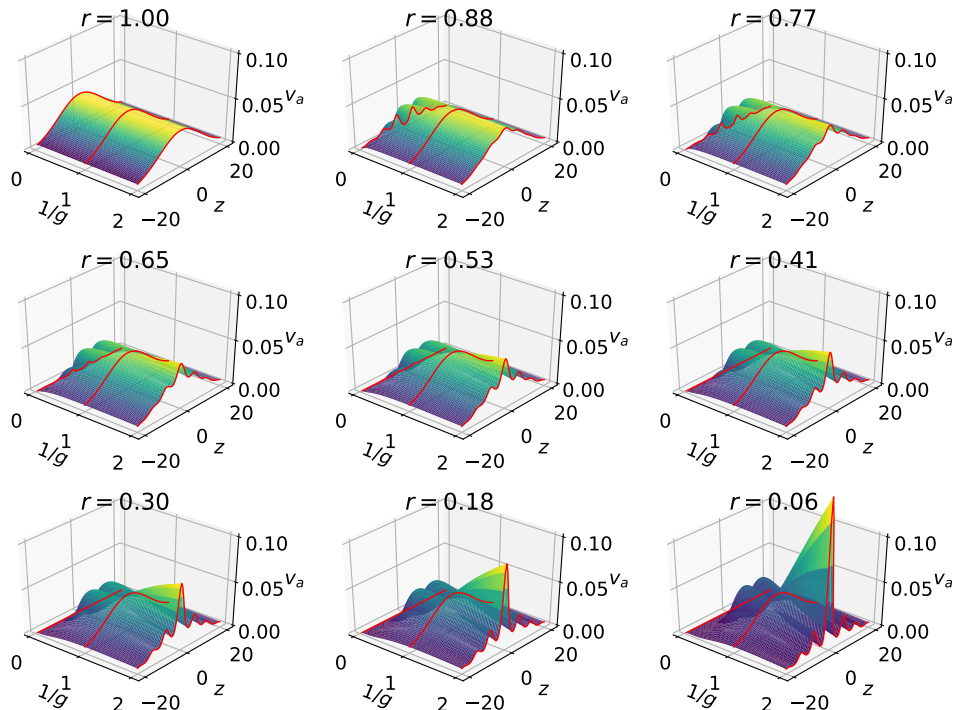 r = 1.00
0.10
0.05
v_a
0.00
20
0
z
−20
0
1
1/g
2
r = 0.88
0.10
0.05
v_a
0.00
20
0
z
−20
0
1
1/g
2
r = 0.77
0.10
0.05
v_a
0.00
20
0
z
−20
0
1
1/g
2
r = 0.65
0.10
0.05
v_a
0.00
20
0
z
−20
0
1
1/g
2
r = 0.53
0.10
0.05
v_a
0.00
20
0
z
−20
0
1
1/g
2
r = 0.41
0.10
0.05
v_a
0.00
20
0
z
−20
0
1
1/g
2
r = 0.30
0.10
0.05
v_a
0.00
20
0
z
−20
0
1
1/g
2
r = 0.18
0.10
0.05
v_a
0.00
20
0
z
−20
0
1
1/g
2
r = 0.06
0.10
0.05
v_a
0.00
20
0
z
−20
0
1
1/g
2